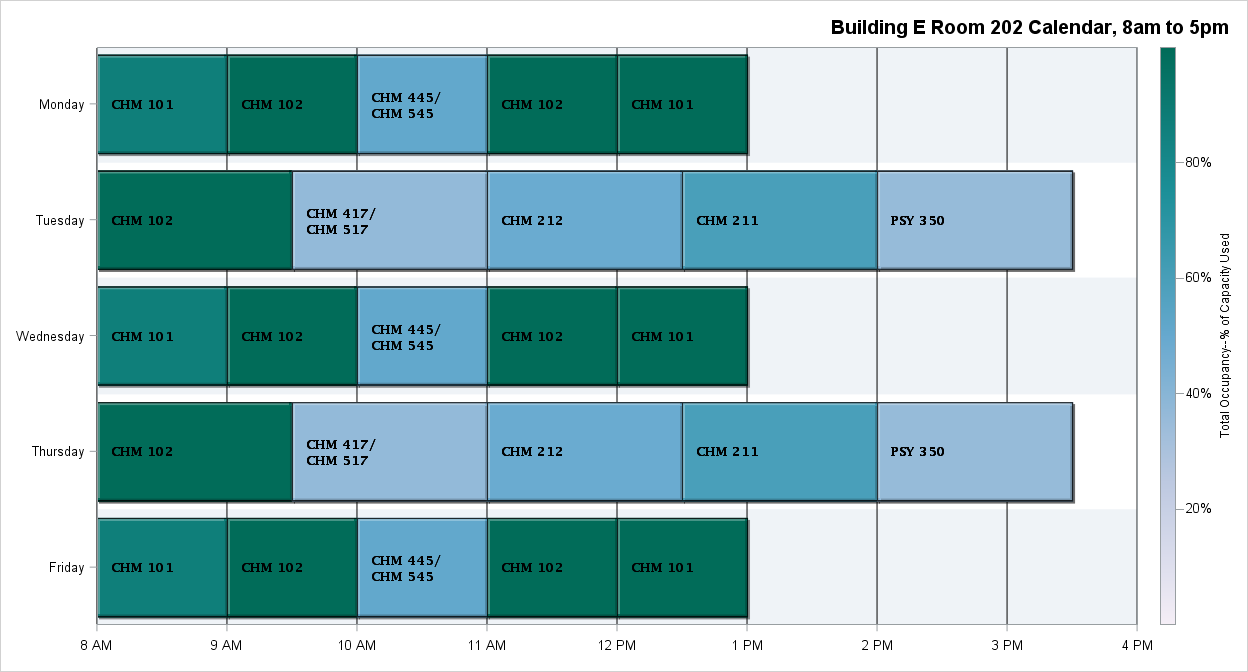 Building E Room 202 Calendar, 8am to 5pm
Monday
CHM 101
CHM 102
CHM 445/
CHM 545
CHM 102
CHM 101
Tuesday
CHM 102
CHM 417/
CHM 517
CHM 212
CHM 211
PSY 350
Wednesday
CHM 101
CHM 102
CHM 445/
CHM 545
CHM 102
CHM 101
Thursday
CHM 102
CHM 417/
CHM 517
CHM 212
CHM 211
PSY 350
Friday
CHM 101
CHM 102
CHM 445/
CHM 545
CHM 102
CHM 101
8 AM
9 AM
10 AM
11 AM
12 PM
1 PM
2 PM
3 PM
4 PM
80%
60%
40%
20%
Total Occupancy--% of Capacity Used